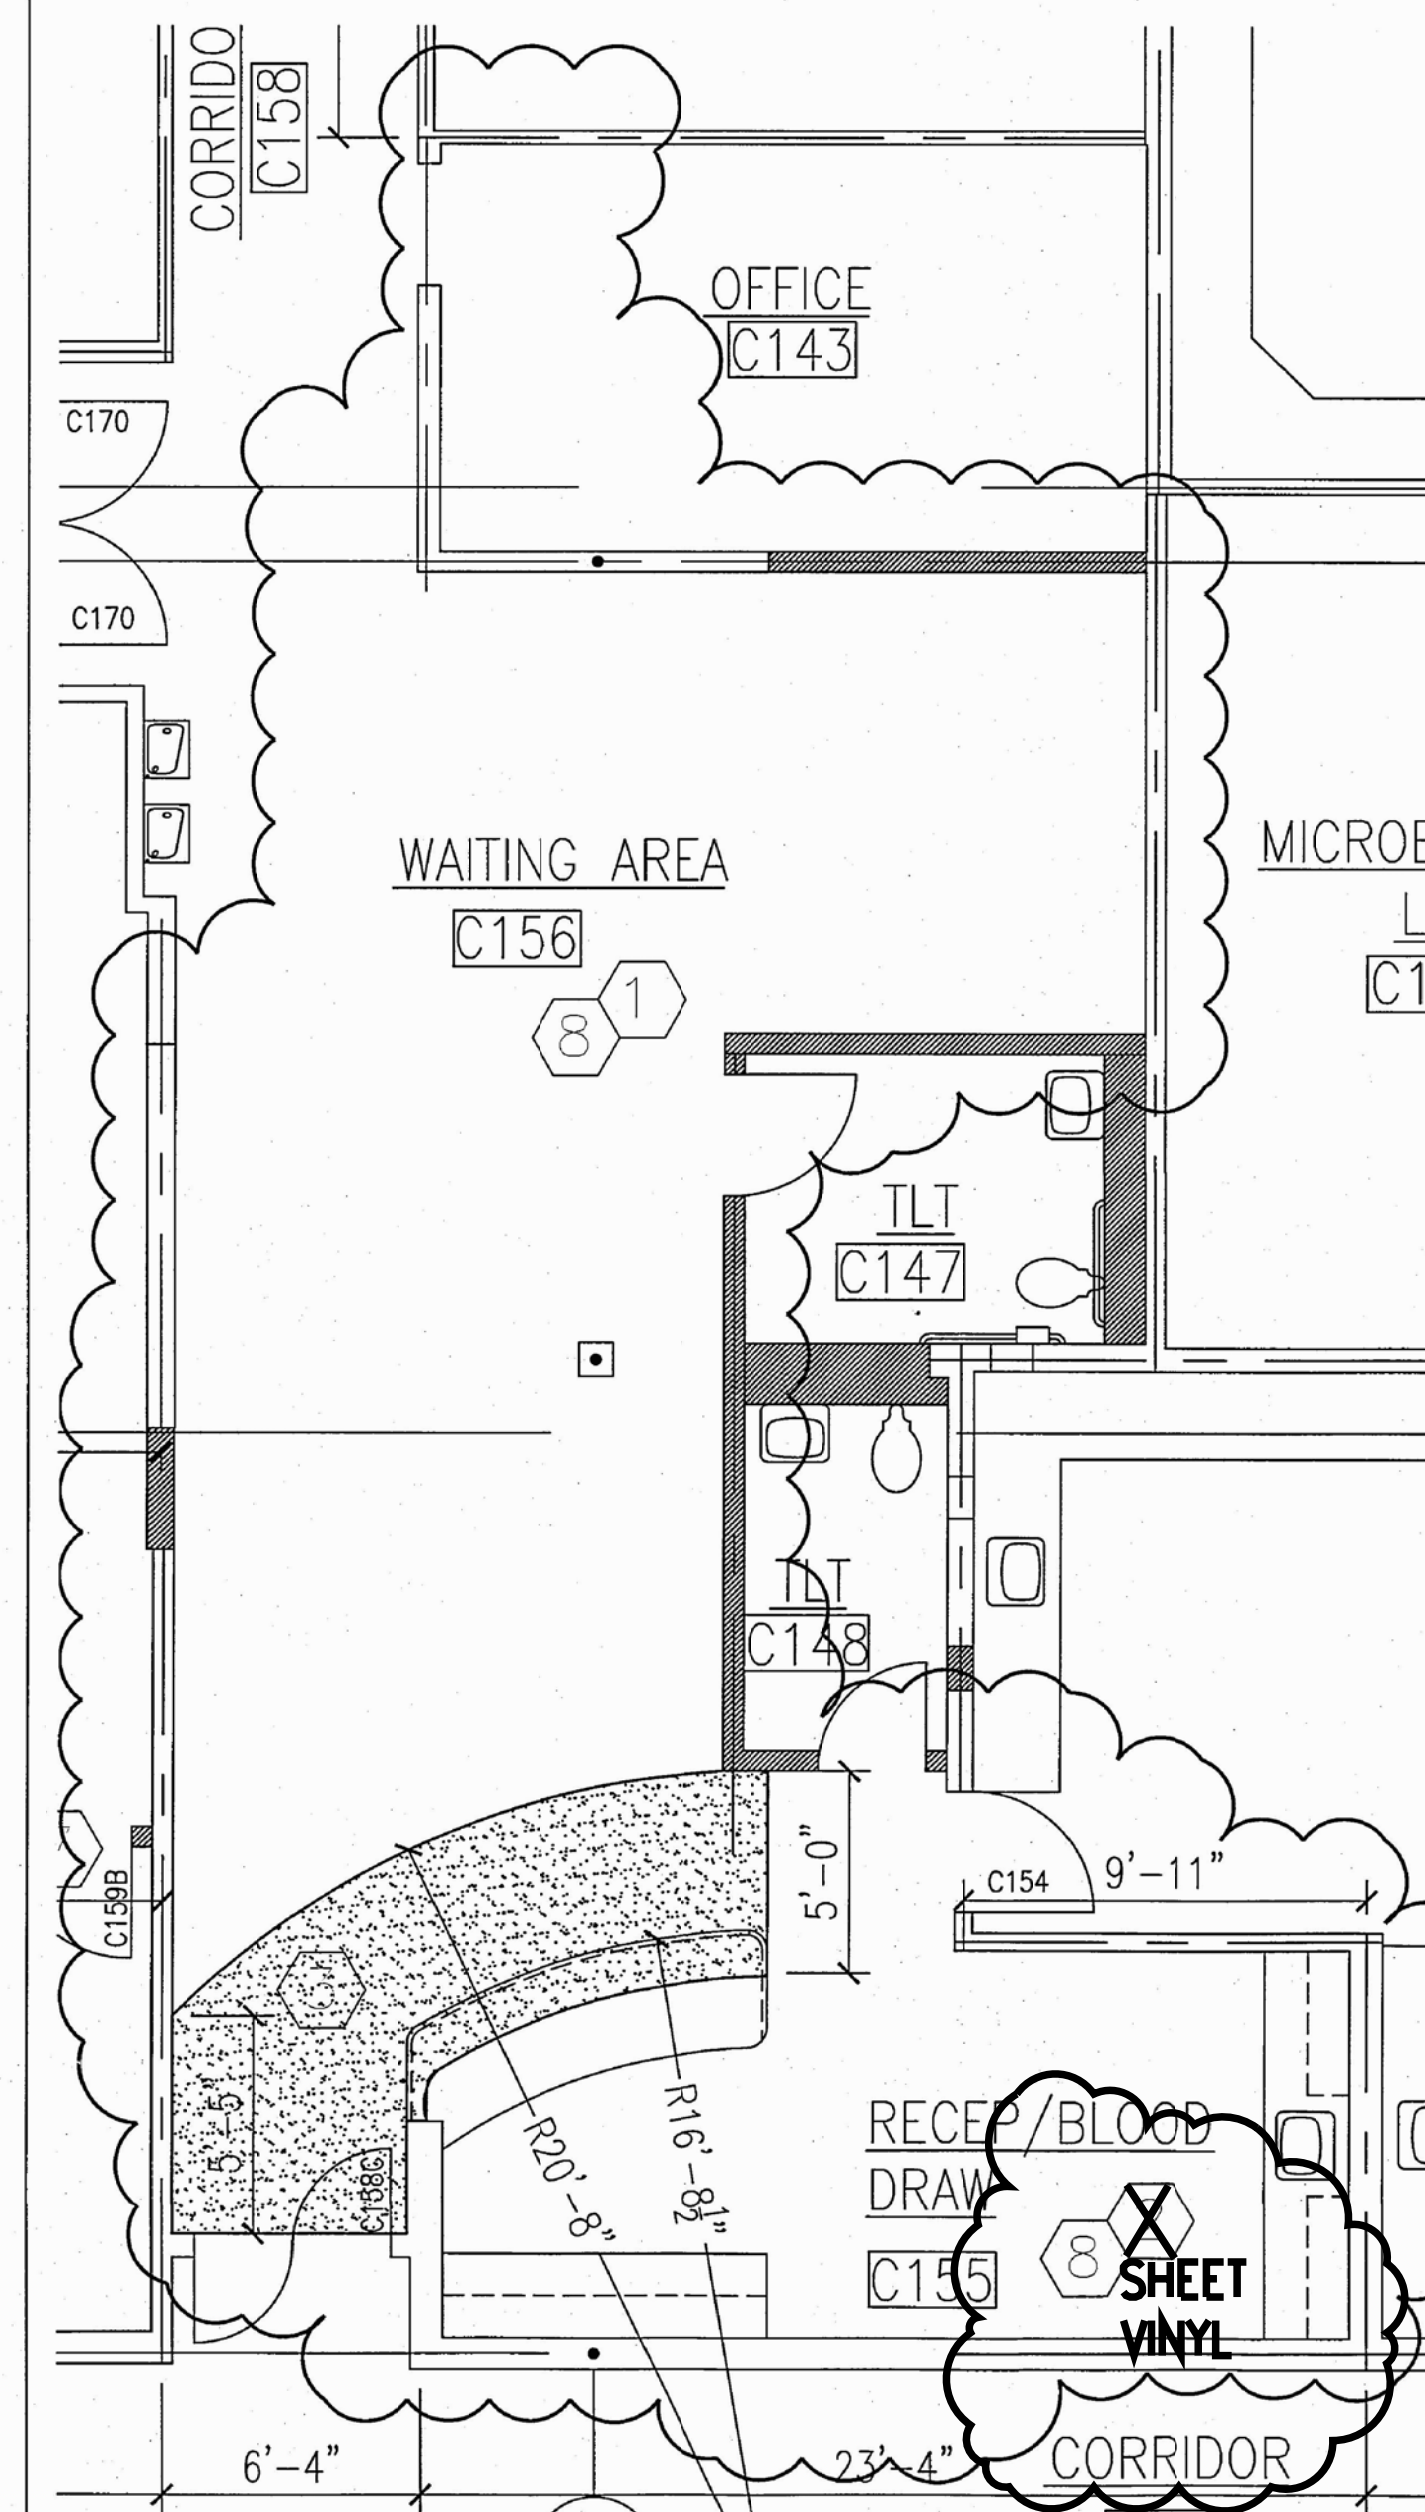 CORRIDO
C158
OFFICE
C143
C170
C170
WAITING AREA
C156
1
8
MICROB
L
C1
TLT
C147
TLT
C148
5'-0"
C154
9'-11"
C159B
5'-5"
C158C
R20'-8"
R16'-8½"
RECEP/BLOOD
DRAW
C155
8
X
SHEET
VINYL
6'-4"
23'-4"
CORRIDOR